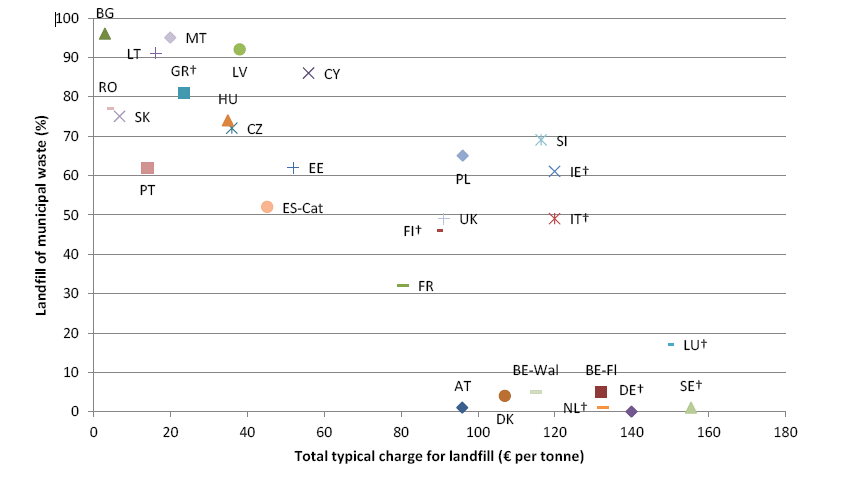 BG
100
MT
90
LT
LV
CY
GR†
80
RO
HU
SK
70
CZ
SI
60
PT
EE
PL
IE†
50
ES-Cat
FI†
UK
IT†
40
30
FR
20
LU†
10
AT
BE-Wal
BE-Fl
DE†
SE†
NL†
DK
0
0 20 40 60 80 100 120 140 160 180
Total typical charge for landfill (€ per tonne)
Landfill of municipal waste (%)